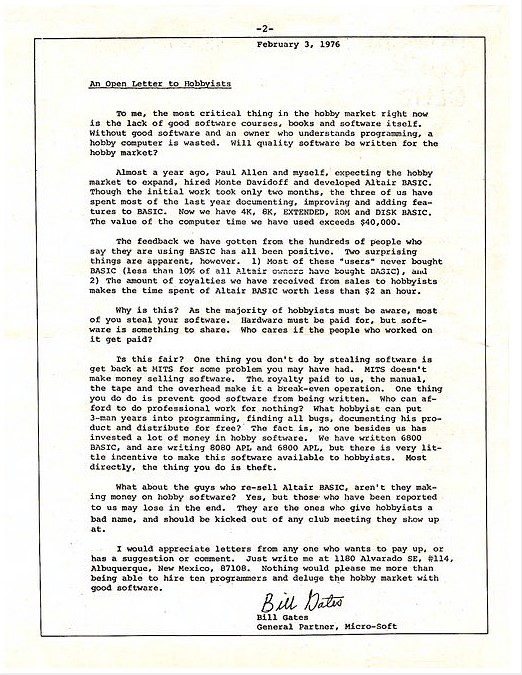 -2-
February 3, 1976
An Open Letter to Hobbyists
To me, the most critical thing in the hobby market right now
is the lack of good software courses, books and software itself.
Without good software and an owner who understands programming, a
hobby computer is wasted. Will quality software be written for the
hobby market?
Almost a year ago, Paul Allen and myself, expecting the hobby
market to expand, hired Monte Davidoff and developed Altair BASIC.
Though the initial work took only two months, the three of us have
spent most of the last year documenting, improving and adding fea-
tures to BASIC. Now we have 4K, 8K, EXTENDED, ROM and DISK BASIC.
The value of the computer time we have used exceeds $40,000.
The feedback we have gotten from the hundreds of people who
say they are using BASIC has all been positive. Two surprising
things are apparent, however. 1) Most of these "users" never bought
BASIC (less than 10% of all Altair owners have bought BASIC), and
2) The amount of royalties we have received from sales to hobbyists
makes the time spent of Altair BASIC worth less than $2 an hour.
Why is this? As the majority of hobbyists must be aware, most
of you steal your software. Hardware must be paid for, but soft-
ware is something to share. Who cares if the people who worked on
it get paid?
Is this fair? One thing you don't do by stealing software is
get back at MITS for some problem you may have had. MITS doesn't
make money selling software. The royalty paid to us, the manual,
the tape and the overhead make it a break-even operation. One thing
you do do is prevent good software from being written. Who can af-
ford to do professional work for nothing? What hobbyist can put
3-man years into programming, finding all bugs, documenting his pro-
duct and distribute for free? The fact is, no one besides us has
invested a lot of money in hobby software. We have written 6800
BASIC, and are writing 8080 APL and 6800 APL, but there is very lit-
tle incentive to make this software available to hobbyists. Most
directly, the thing you do is theft.
What about the guys who re-sell Altair BASIC, aren't they mak-
ing money on hobby software? Yes, but those who have been reported
to us may lose in the end. They are the ones who give hobbyists a
bad name, and should be kicked out of any club meeting they show up
at.
I would appreciate letters from any one who wants to pay up, or
has a suggestion or comment. Just write me at 1180 Alvarado SE, #114,
Albuquerque, New Mexico, 87108. Nothing would please me more than
being able to hire ten programmers and deluge the hobby market with
good software.
Bill Gates
Bill Gates
General Partner, Micro-Soft